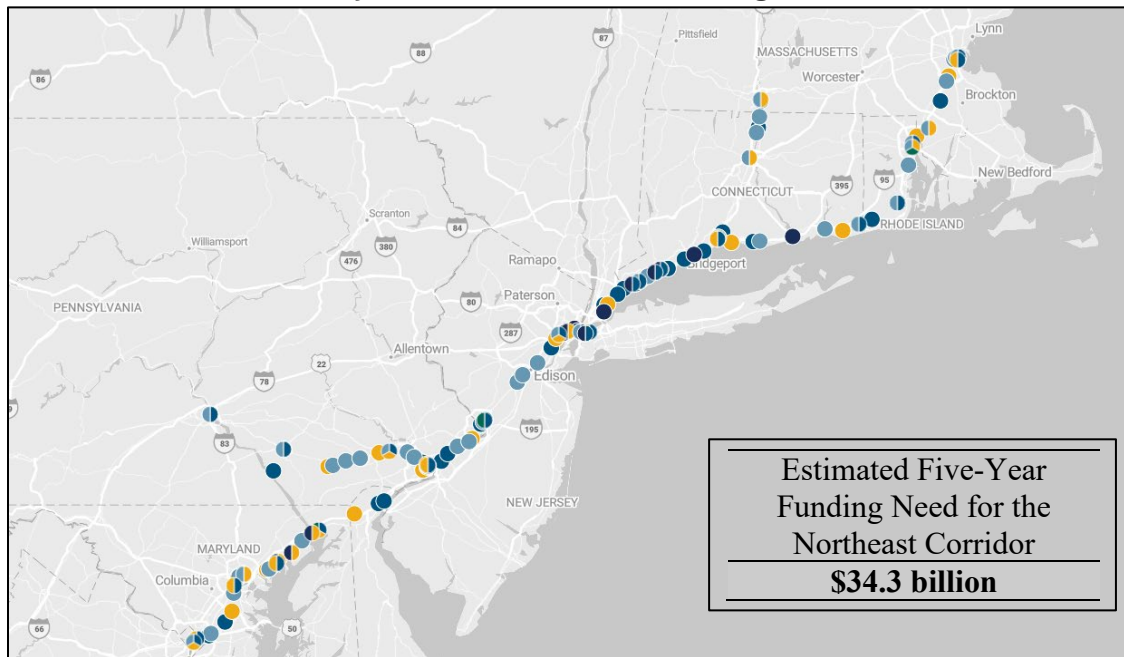 Lynn
87
Pittsfield
MASSACHUSETTS
88
86
Worcester
Brockton
CONNECTICUT
395
95
New Bedford
RHODE ISLAND
Scranton
84
Williamsport
380
476
Ramapo
Bridgeport
PENNSYLVANIA
80
Paterson
287
Allentown
22
Edison
78
195
83
NEW JERSEY
MARYLAND
Columbia
66
50
Estimated Five-Year
Funding Need for the
Northeast Corridor
$34.3 billion